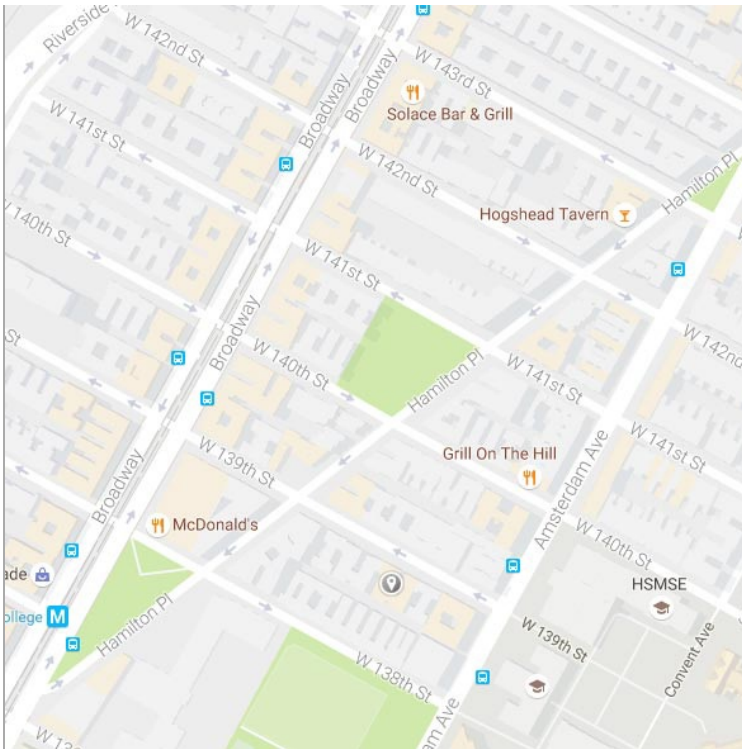 Riverside
W 142nd St
Broadway
Broadway
W 143rd St
Solace Bar & Grill
W 141st St
W 142nd St
Hamilton Pl
Hogshead Tavern
W 140th St
W 141st St
Broadway
W 142nd
St
W 140th St
Hamilton Pl
W 141st St
W 139th St
Grill On The Hill
W 141st St
Broadway
Amsterdam Ave
McDonald's
W 140th St
ade
HSMSE
ollege M
Hamilton Pl
W 139th St
Convent Ave
W 138th St
am Ave